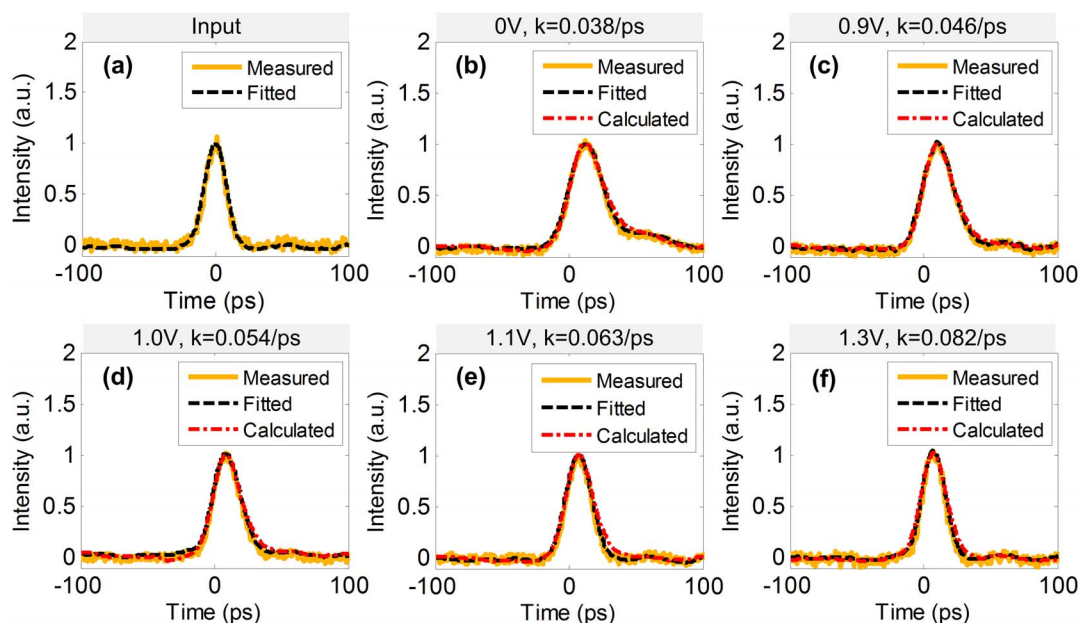 Input
2
(a)
Measured
Fitted
1.5
1
0.5
0
Intensity (a.u.)
-100
0
100
Time (ps)
0V, k=0.038/ps
2
(b)
Measured
Fitted
Calculated
1.5
1
0.5
0
Intensity (a.u.)
-100
0
100
Time (ps)
0.9V, k=0.046/ps
2
(c)
Measured
Fitted
Calculated
1.5
1
0.5
0
Intensity (a.u.)
-100
0
100
Time (ps)
1.0V, k=0.054/ps
2
(d)
Measured
Fitted
Calculated
1.5
1
0.5
0
Intensity (a.u.)
-100
0
100
Time (ps)
1.1V, k=0.063/ps
2
(e)
Measured
Fitted
Calculated
1.5
1
0.5
0
Intensity (a.u.)
-100
0
100
Time (ps)
1.3V, k=0.082/ps
2
(f)
Measured
Fitted
Calculated
1.5
1
0.5
0
Intensity (a.u.)
-100
0
100
Time (ps)